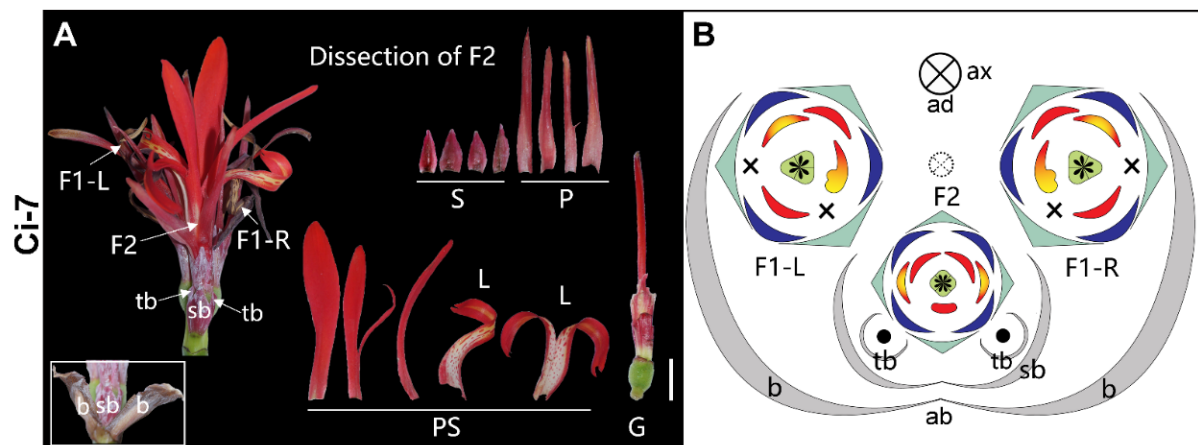 Ci-7
A
Dissection of F2
F1-L
F2
F1-R
S
P
tb
sb
tb
L
L
b
sb
b
PS
G
B
ax
ad
F2
F1-L
F1-R
tb
tb
sb
b
b
ab